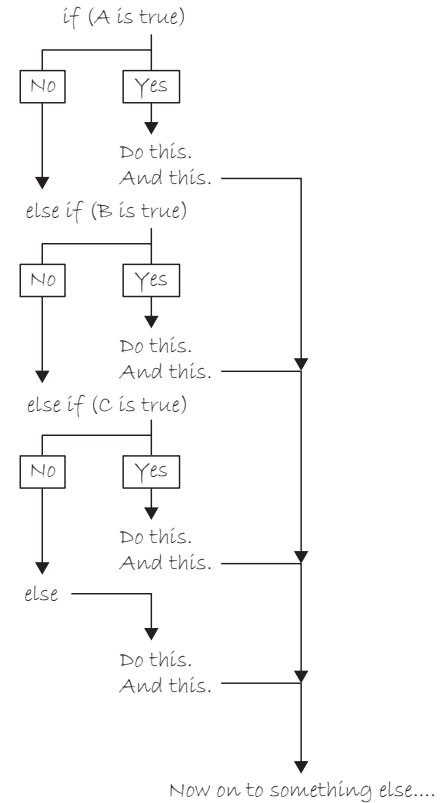 if (A is true)
No
Yes
Do this.
And this.
else if (B is true)
No
Yes
Do this.
And this.
else if (C is true)
No
Yes
Do this.
And this.
else
Do this.
And this.
Now on to something else....